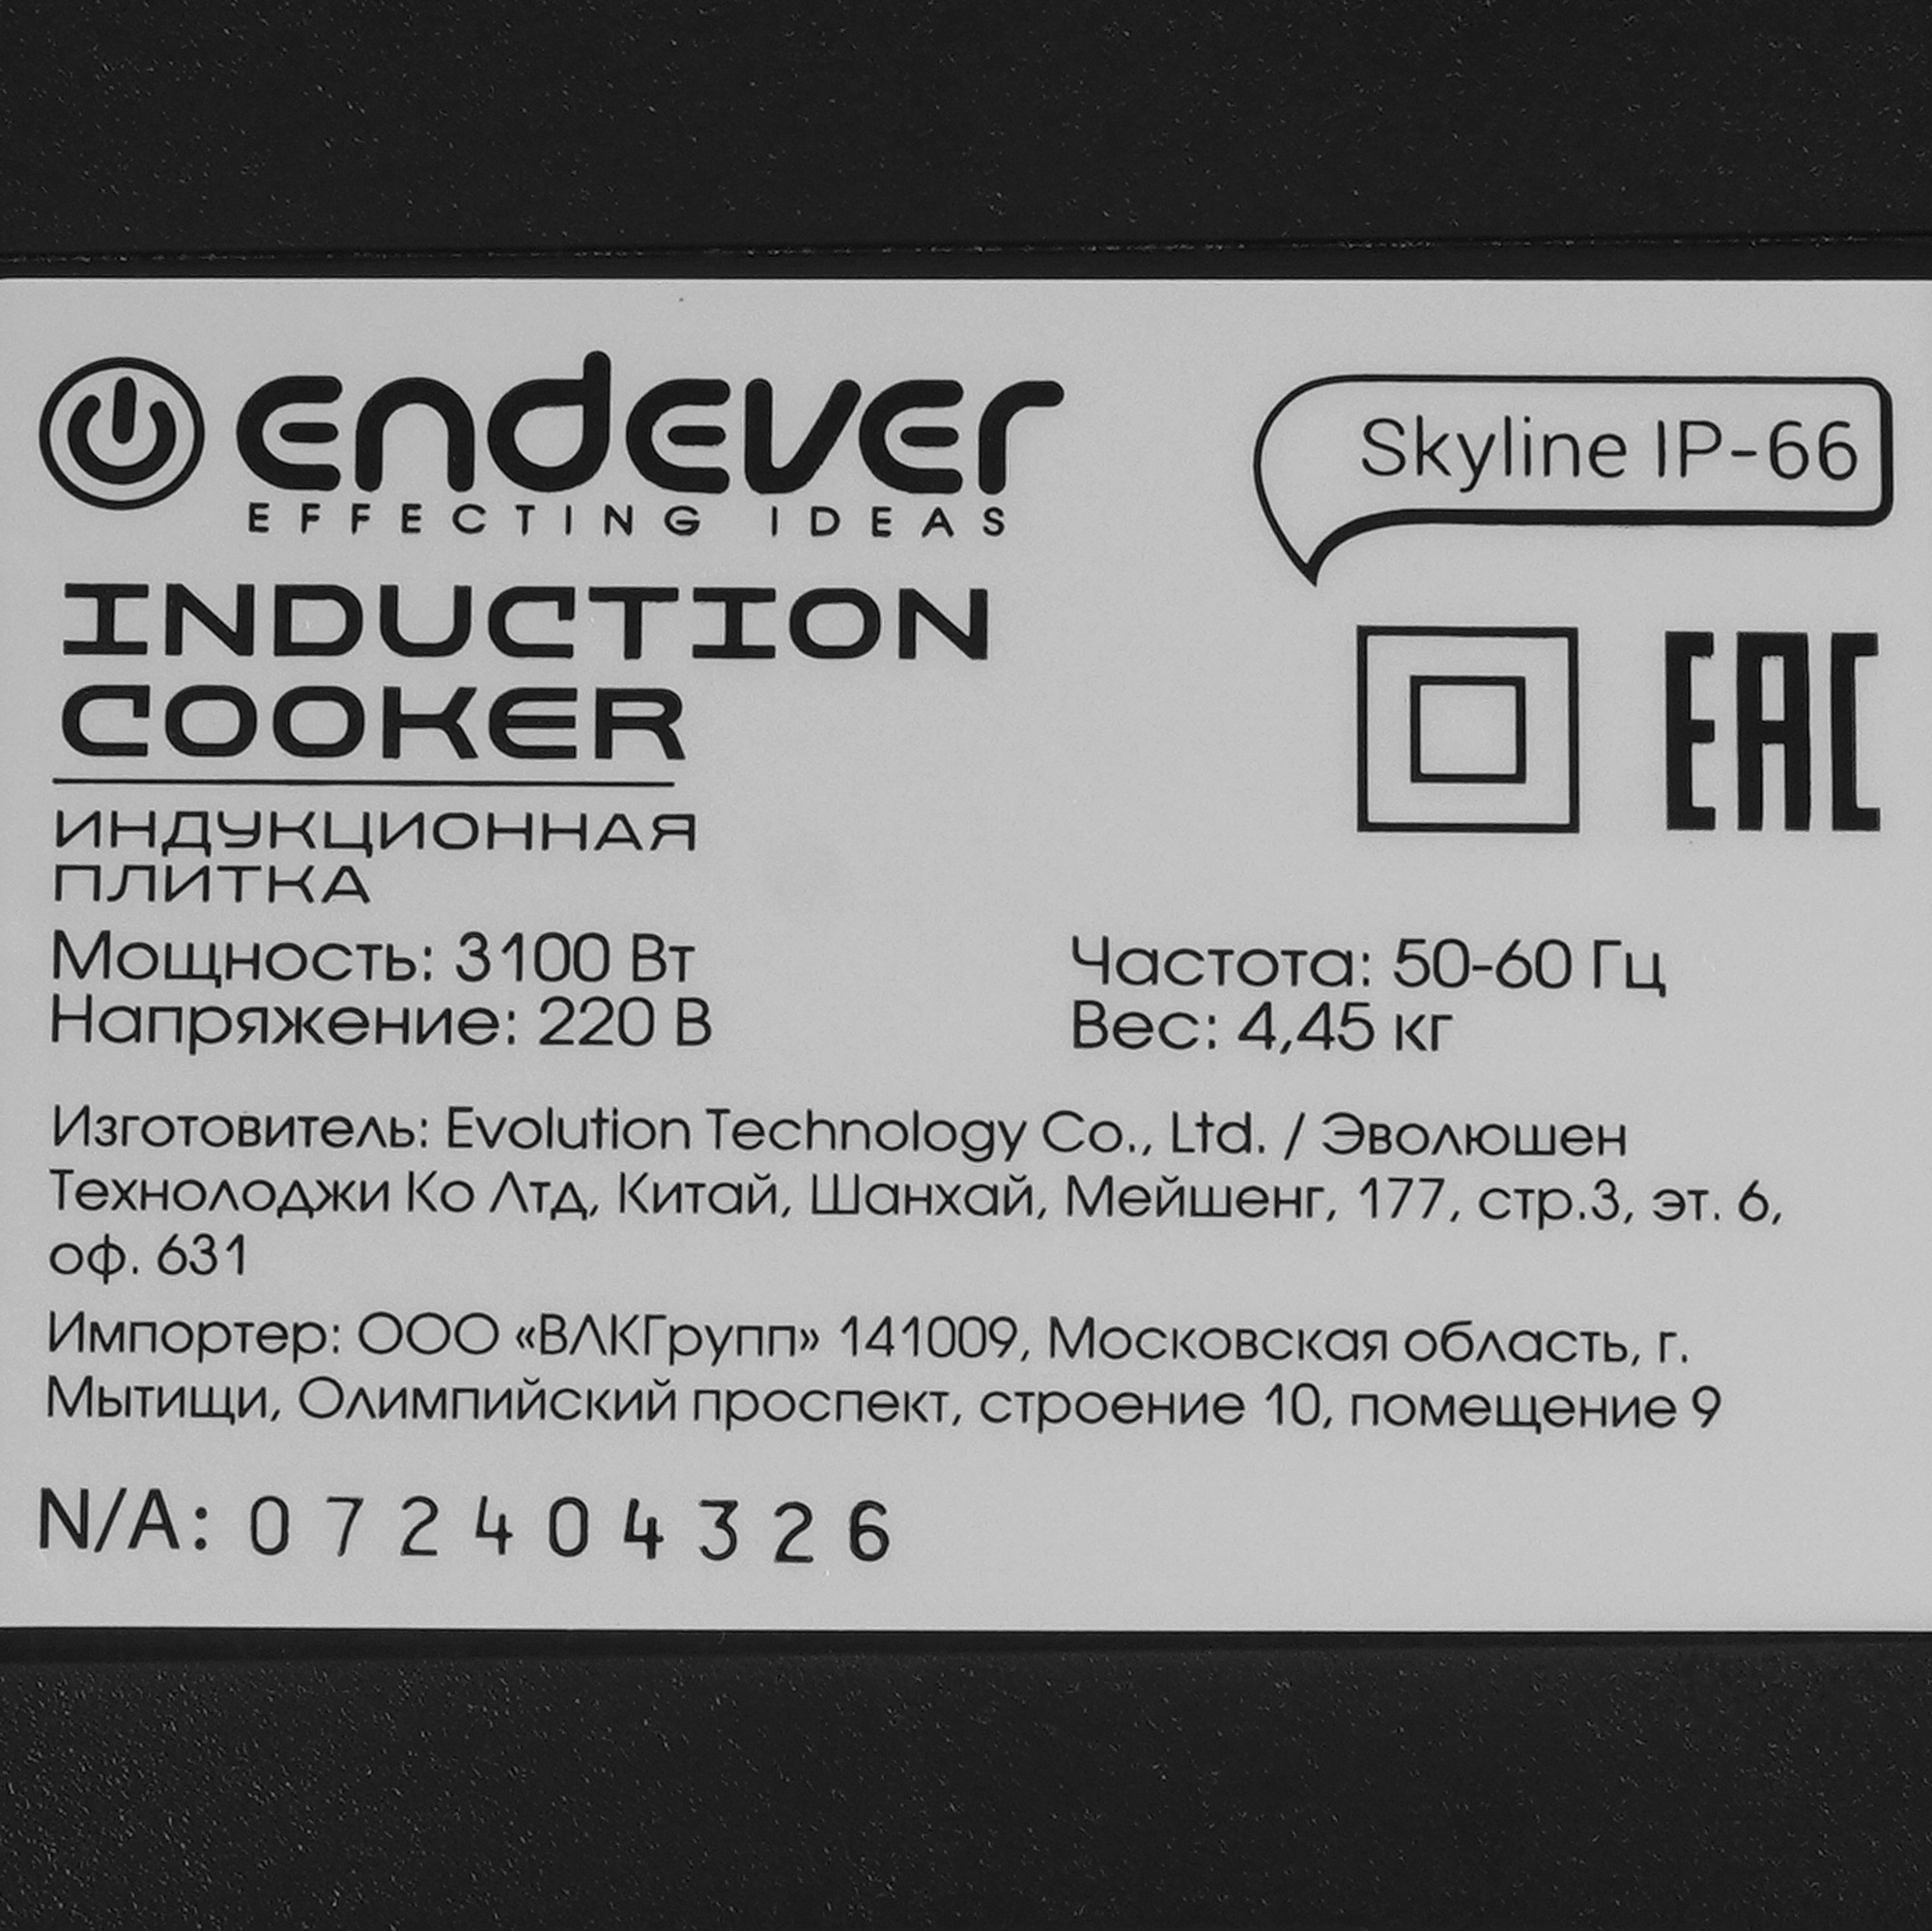 endever
EFFECTING IDEAS
Skyline IP-66
INDUCTION
COOKER
EAC
ИНДУКЦИОННАЯ
ПЛИТКА
Мощность: 3100 Вт
Напряжение: 220 В
Частота: 50-60 Гц
Вес: 4,45 кг
Изготовитель: Evolution Technology Co., Ltd. / Эволюшен
Технолоджи Ко Лтд, Китай, Шанхай, Мейшенг, 177, стр.3, эт. 6,
оф. 631
Импортер: ООО «ВЛКГрупп» 141009, Московская область, г.
Мытищи, Олимпийский проспект, строение 10, помещение 9
N/A: 072404326